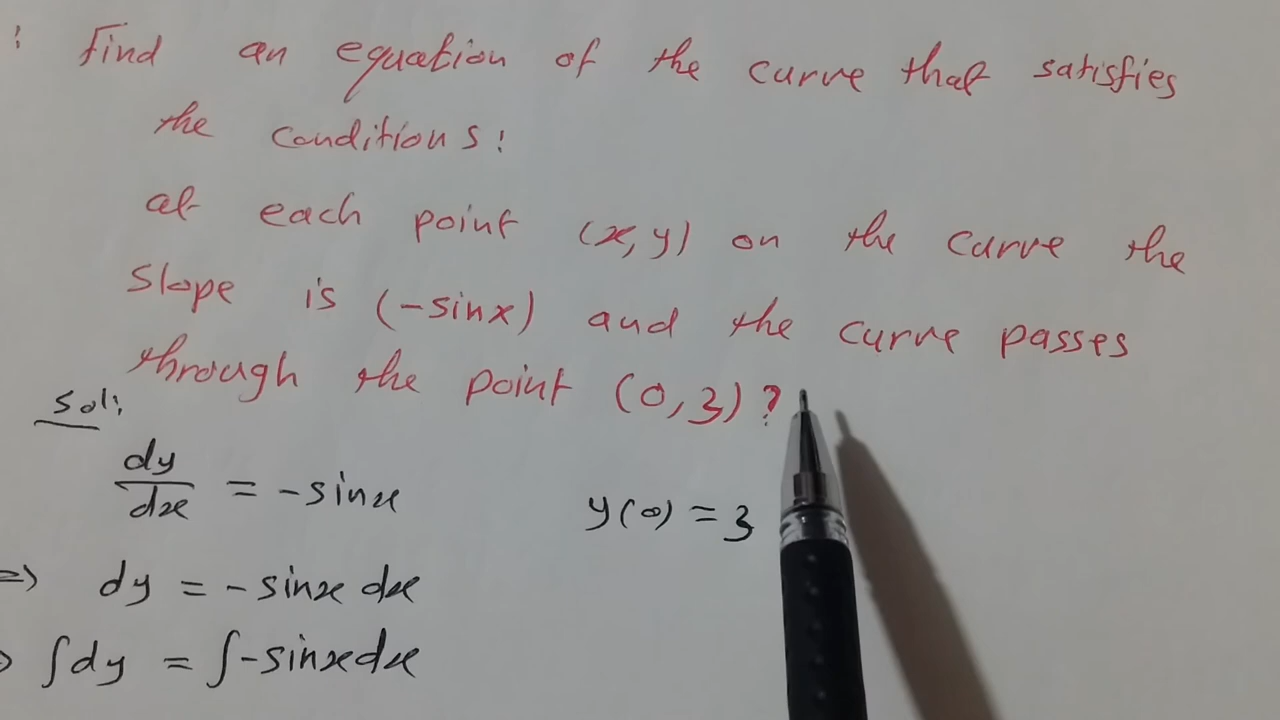 : Find an equation of the curve that satisfies
the conditions:
at each point (x,y) on the curve the
slope is (-sinx) and the curve passes
through the point (0,3)?
Sol:
dy/dx = -sinx    y(0) = 3
=> dy = -sinx dx
=> ∫dy = ∫-sinxdx